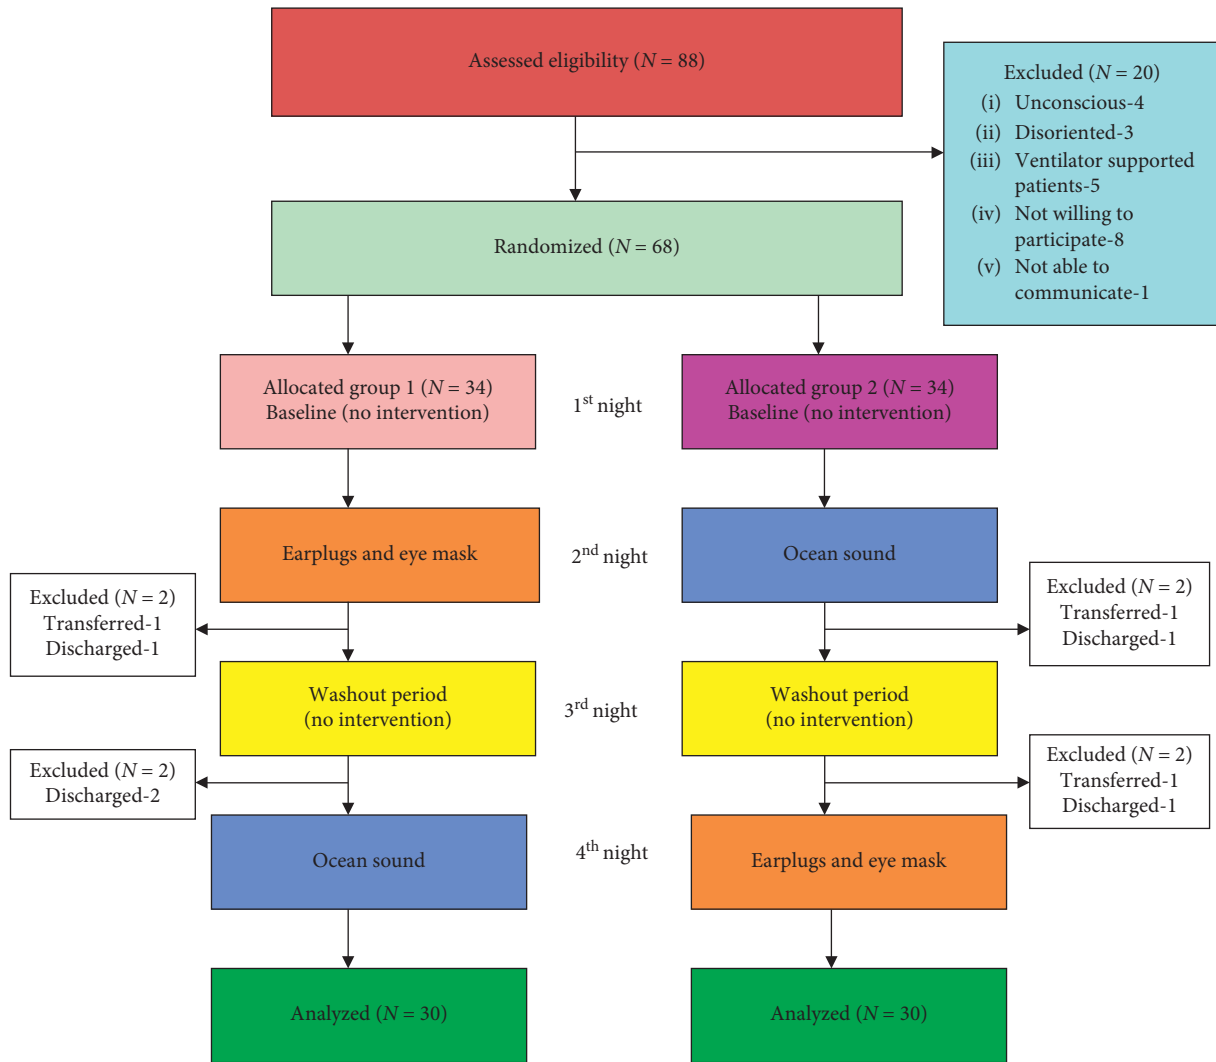 Assessed eligibility (N = 88)
Excluded (N = 20)
(i) Unconscious-4
(ii) Disoriented-3
(iii) Ventilator supported
patients-5
(iv) Not willing to
participate-8
(v) Not able to
communicate-1
Randomized (N = 68)
Allocated group 1 (N = 34)
Baseline (no intervention)
1st night
Allocated group 2 (N = 34)
Baseline (no intervention)
Earplugs and eye mask
2nd night
Ocean sound
Excluded (N = 2)
Transferred-1
Discharged-1
Excluded (N = 2)
Transferred-1
Discharged-1
Washout period
(no intervention)
3rd night
Washout period
(no intervention)
Excluded (N = 2)
Discharged-2
Excluded (N = 2)
Transferred-1
Discharged-1
Ocean sound
4th night
Earplugs and eye mask
Analyzed (N = 30)
Analyzed (N = 30)